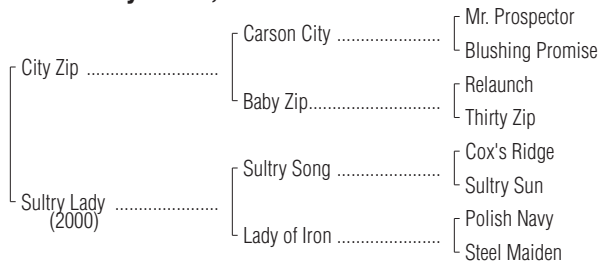 Mr. Prospector
Carson City ..................
Blushing Promise
City Zip .......................
Relaunch
Baby Zip.......................
Thirty Zip
Cox's Ridge
Sultry Song ..................
Sultry Sun
Sultry Lady ..................
(2000)
Polish Navy
Lady of Iron ..................
Steel Maiden